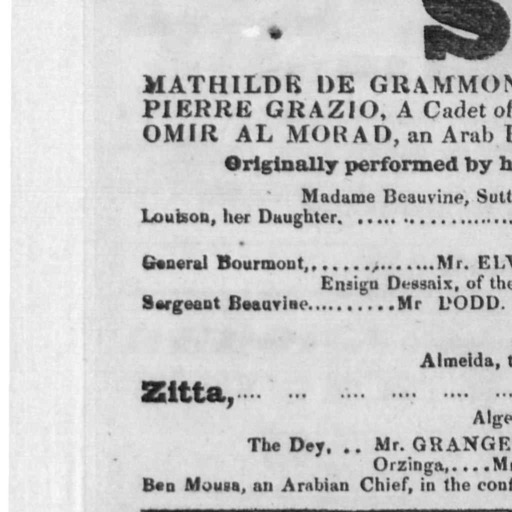 S
MATHILDE DE GRAMMON
PIERRE GRAZIO, A Cadet of
OMIR AL MORAD, an Arab
Originally performed by h
Madame Beauvine, Sutt
Louison, her Daughter. ..... ...............
General Bourmont,.............Mr. ELV
Ensign Dessaix, of the
Sergeant Beauvine..........Mr DODD.
Almeida, t
Zitta,.... ... .... .... .... ...
Alge
The Dey, .. Mr. GRANGE
Orzinga,....M
Ben Mousa, an Arabian Chief, in the conf